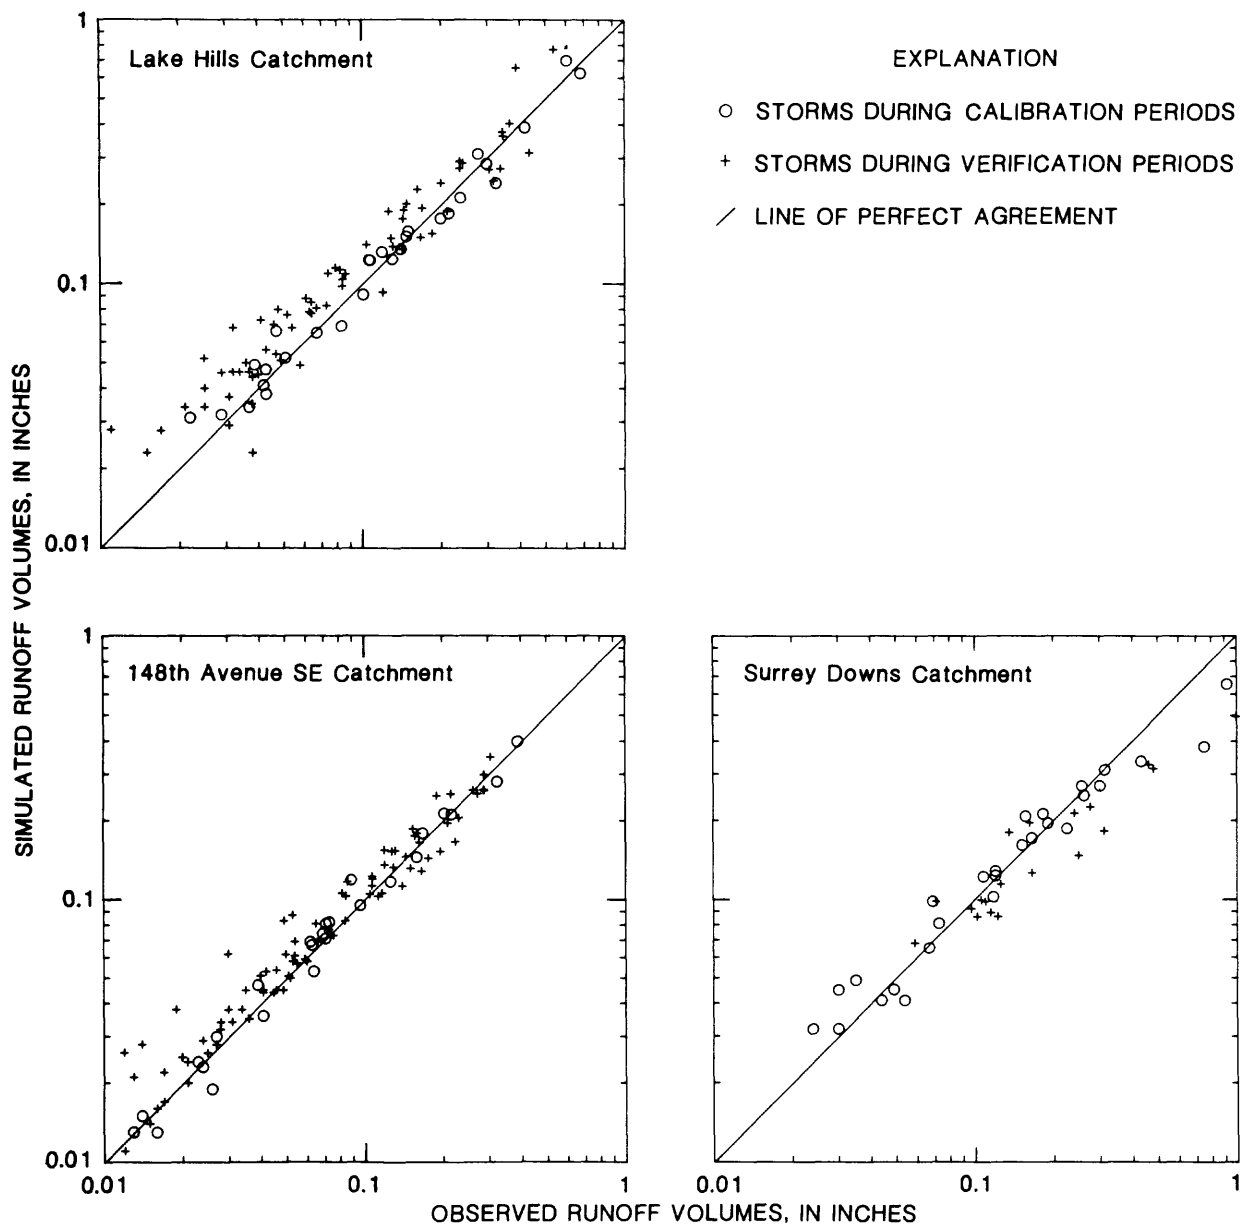 1
Lake Hills Catchment
0.1
0.01
EXPLANATION
STORMS DURING CALIBRATION PERIODS
STORMS DURING VERIFICATION PERIODS
LINE OF PERFECT AGREEMENT
SIMULATED RUNOFF VOLUMES, IN INCHES
1
148th Avenue SE Catchment
0.1
0.01
0.01 0.1 1
Surrey Downs Catchment
0.01 0.1 1
OBSERVED RUNOFF VOLUMES, IN INCHES